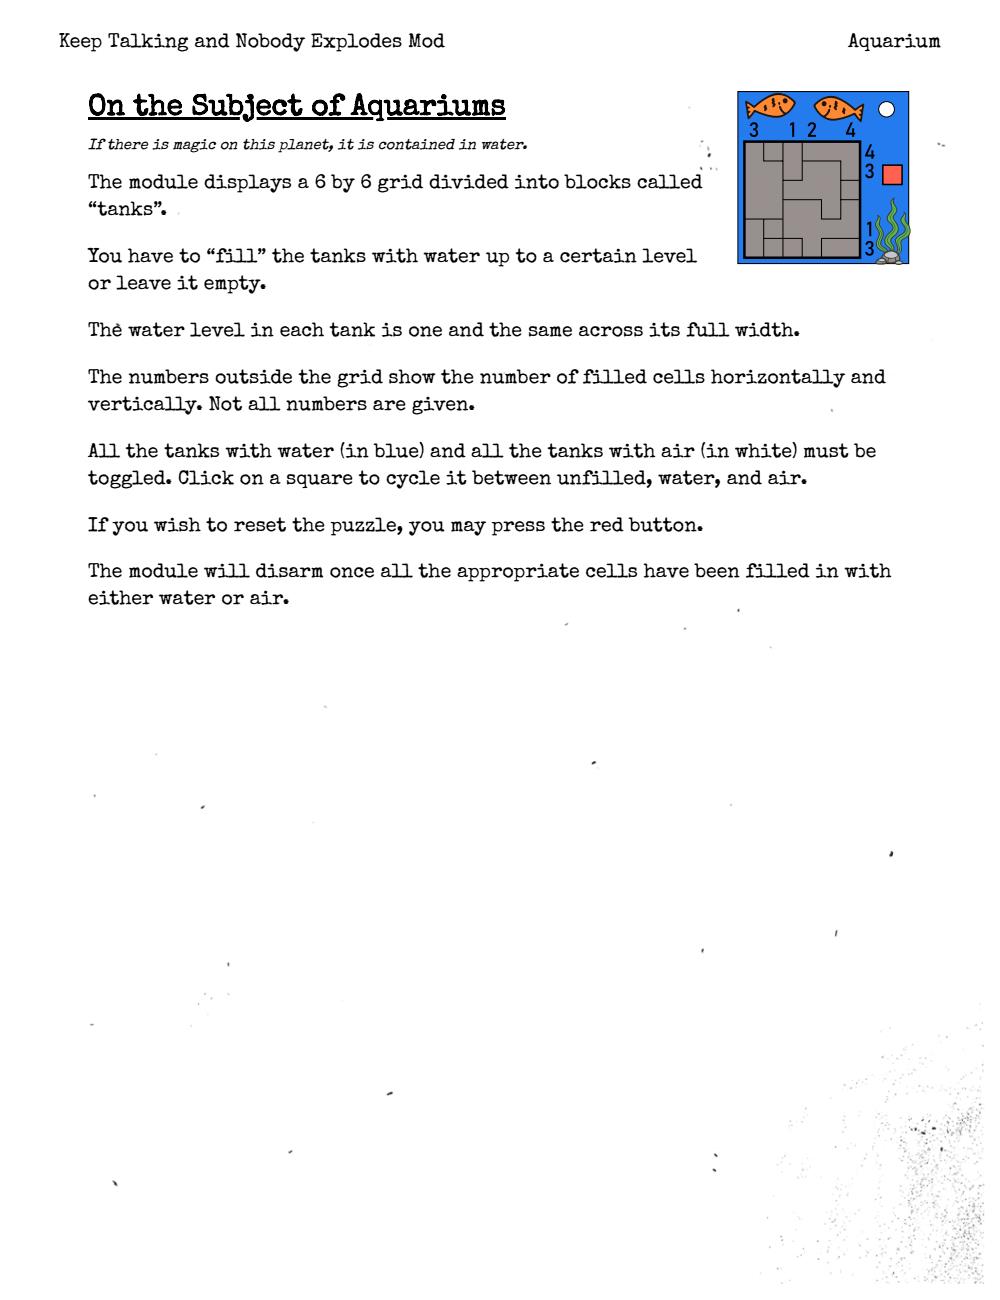 Keep Talking and Nobody Explodes Mod
Aquarium
On the Subject of Aquariums
If there is magic on this planet, it is contained in water.
3 1 2 4
4
3
1
3
The module displays a 6 by 6 grid divided into blocks called
“tanks”.
You have to “fill” the tanks with water up to a certain level
or leave it empty.
The water level in each tank is one and the same across its full width.
The numbers outside the grid show the number of filled cells horizontally and
vertically. Not all numbers are given.
All the tanks with water (in blue) and all the tanks with air (in white) must be
toggled. Click on a square to cycle it between unfilled, water, and air.
If you wish to reset the puzzle, you may press the red button.
The module will disarm once all the appropriate cells have been filled in with
either water or air.